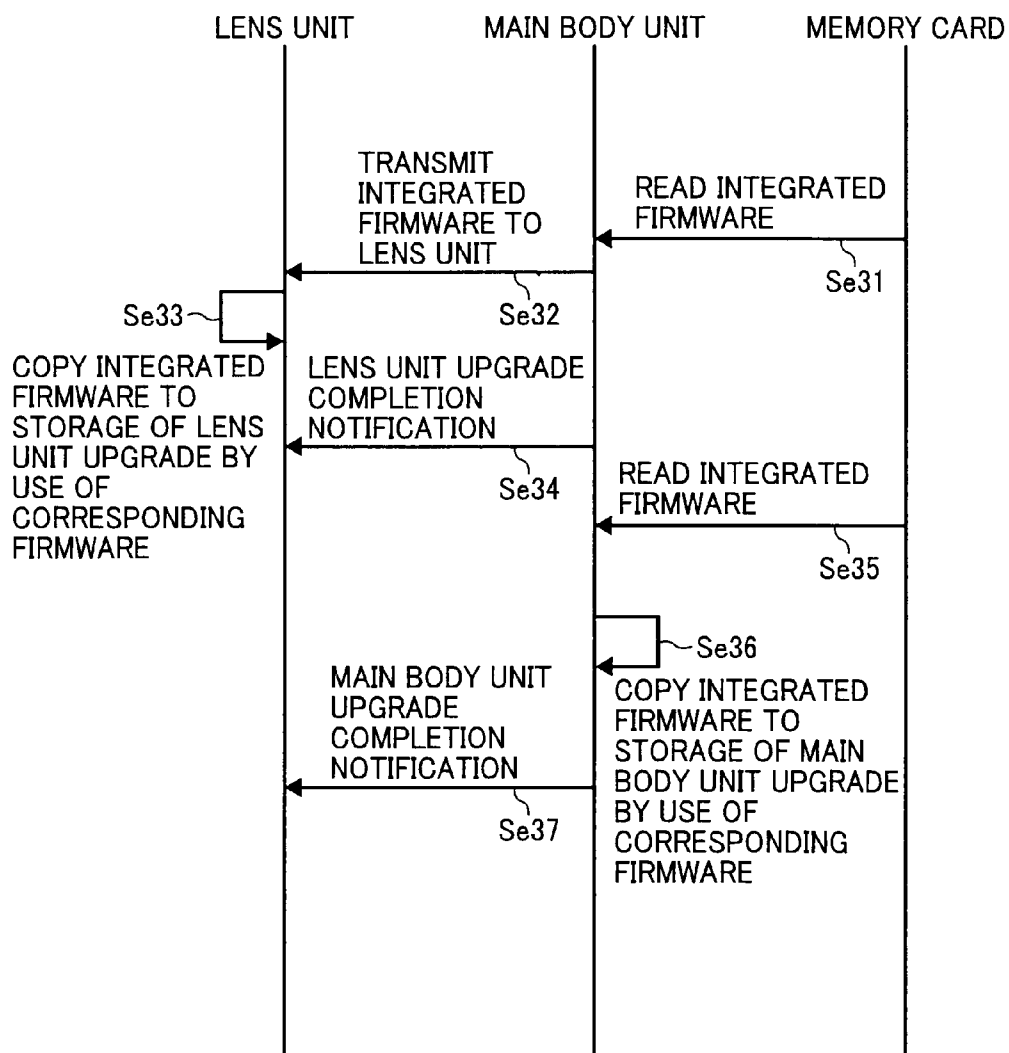 LENS UNIT
MAIN BODY UNIT
MEMORY CARD
TRANSMIT
INTEGRATED
FIRMWARE TO
LENS UNIT
READ INTEGRATED
FIRMWARE
Se31
Se32
Se33
COPY INTEGRATED
FIRMWARE TO
STORAGE OF LENS
UNIT UPGRADE BY
USE OF
CORRESPONDING
FIRMWARE
LENS UNIT UPGRADE
COMPLETION
NOTIFICATION
Se34
READ INTEGRATED
FIRMWARE
Se35
Se36
COPY INTEGRATED
FIRMWARE TO
STORAGE OF MAIN
BODY UNIT UPGRADE
BY USE OF
CORRESPONDING
FIRMWARE
MAIN BODY UNIT
UPGRADE
COMPLETION
NOTIFICATION
Se37